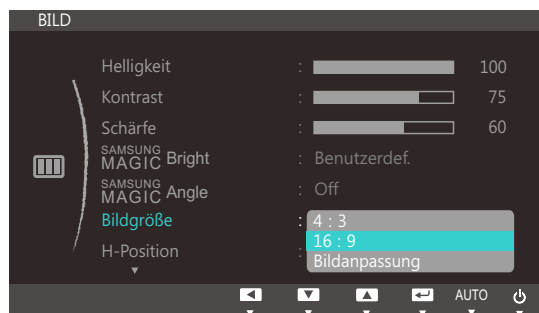 BILD
Helligkeit : 100
Kontrast : 75
Schärfe : 60
SAMSUNG MAGIC Bright : Benutzerdef.
SAMSUNG MAGIC Angle : Off
Bildgröße : 4 : 3
16 : 9
H-Position : Bildanpassung
AUTO